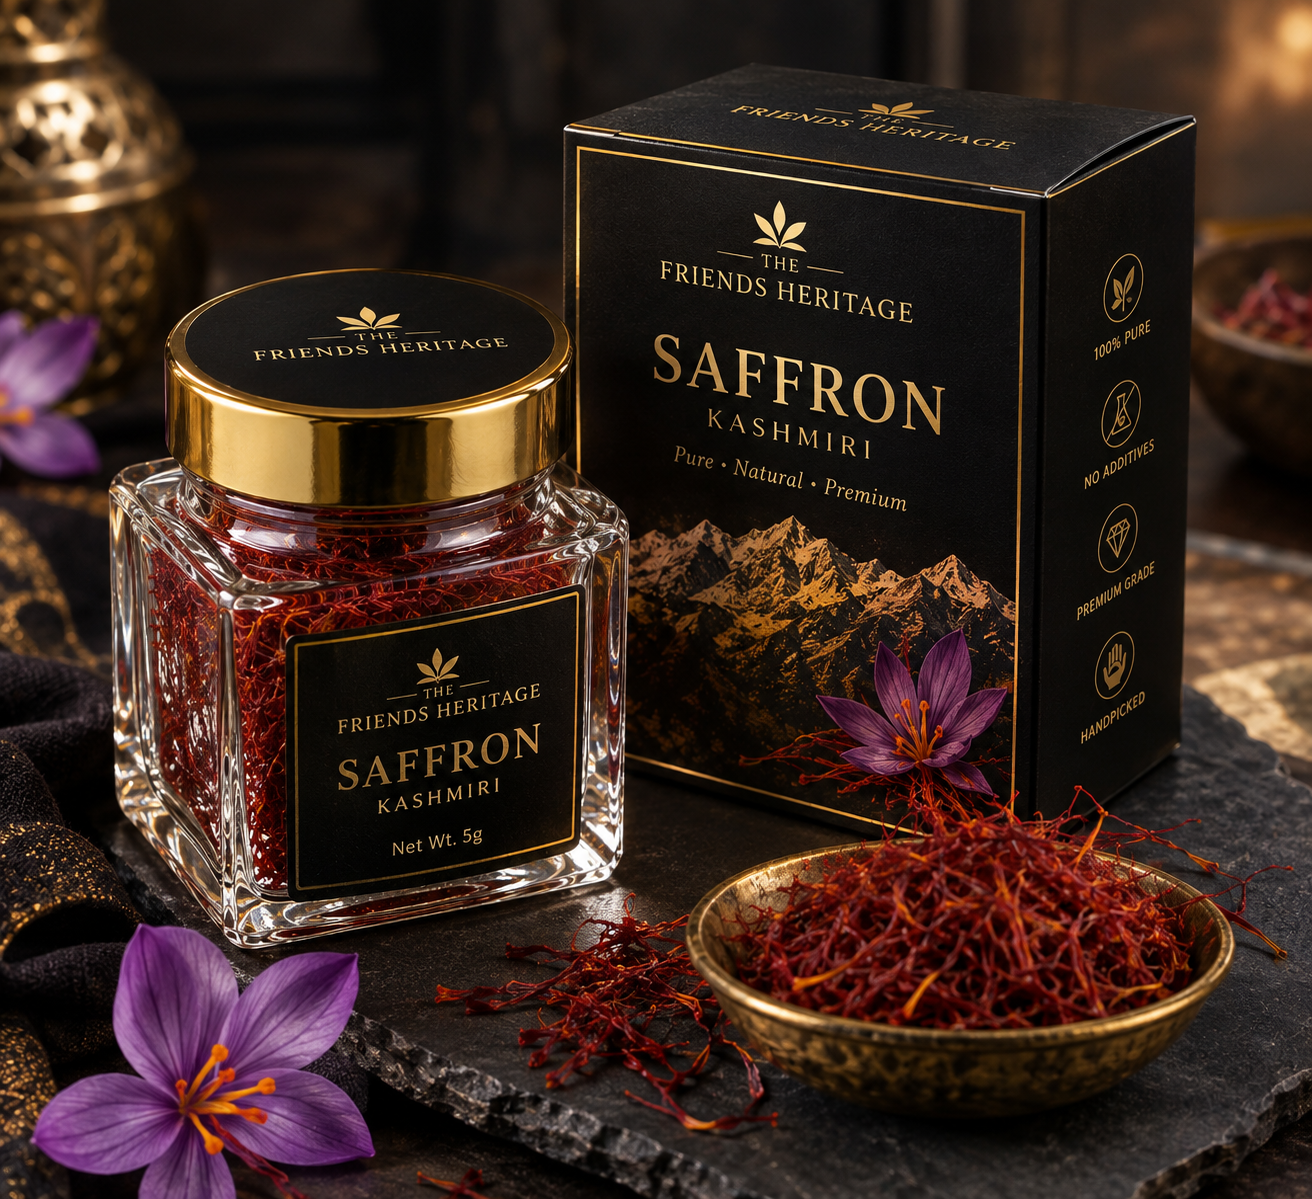 THE
FRIENDS HERITAGE
THE
FRIENDS HERITAGE
SAFFRON
KASHMIRI
Pure • Natural • Premium
100% PURE
NO ADDITIVES
PREMIUM GRADE
HANDPICKED
THE
FRIENDS HERITAGE
THE
FRIENDS HERITAGE
SAFFRON
KASHMIRI
Net Wt. 5g